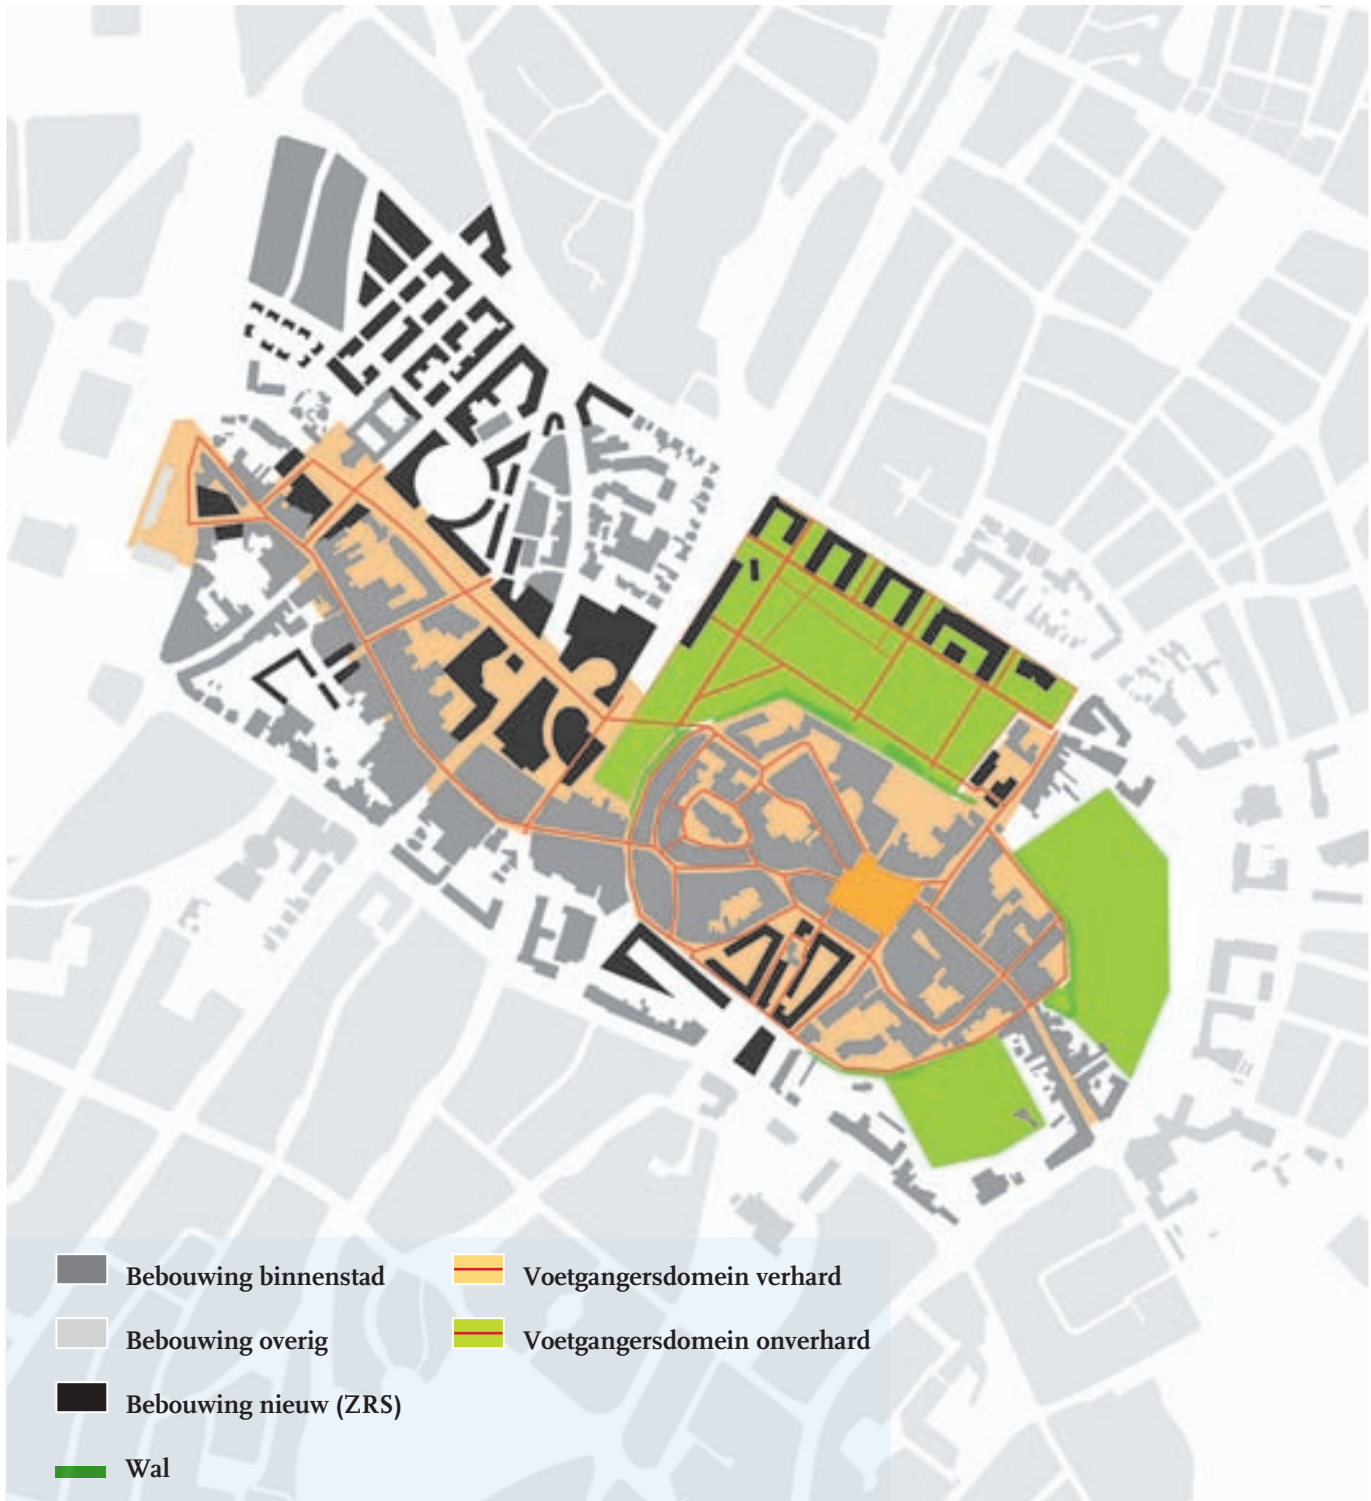 Bebouwing binnenstad
Bebouwing overig
Bebouwing nieuw (ZRS)
Wal
Voetgangersdomein verhard
Voetgangersdomein onverhard